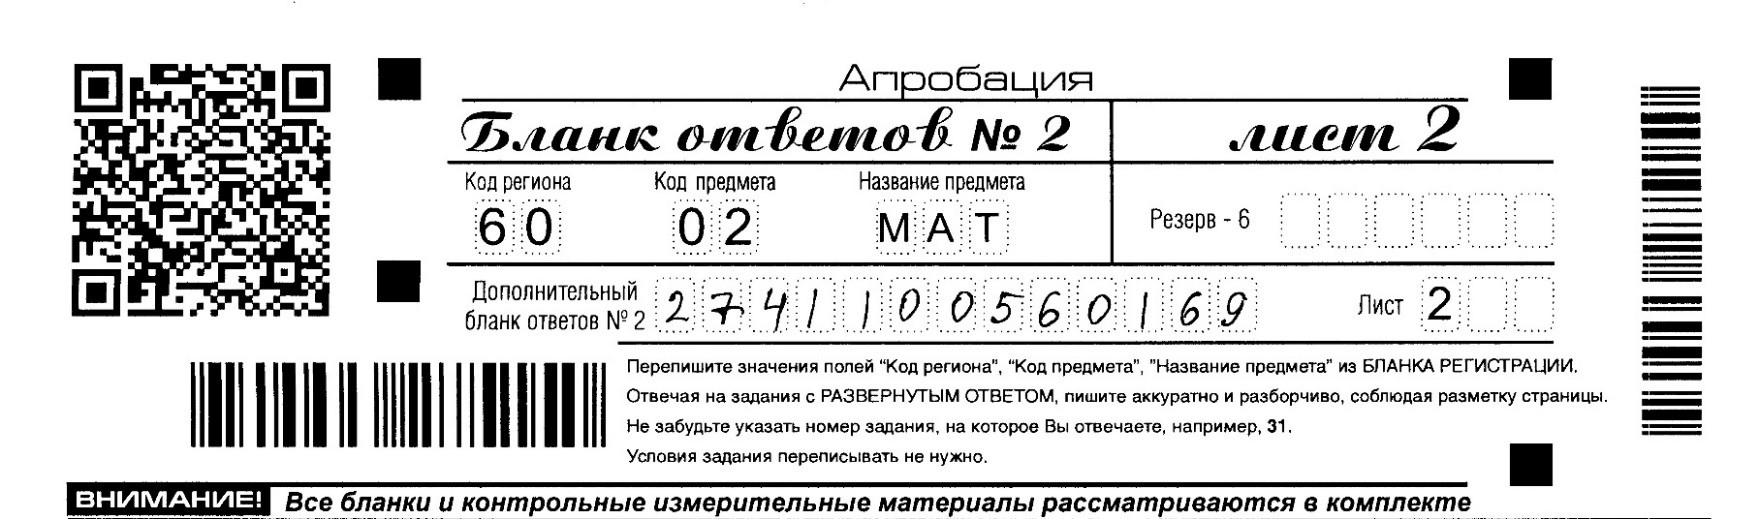 Апробация
Бланк ответов № 2 лист 2
Код региона Код предмета Название предмета
60 02 МАТ Резерв - 6
Дополнительный бланк ответов № 2 2741100560169 Лист 2
Перепишите значения полей “Код региона”, “Код предмета”, "Название предмета" из БЛАНКА РЕГИСТРАЦИИ.
Отвечая на задания с РАЗВЕРНУТЫМ ОТВЕТОМ, пишите аккуратно и разборчиво, соблюдая разметку страницы.
Не забудьте указать номер задания, на которое Вы отвечаете, например, 31.
Условия задания переписывать не нужно.
ВНИМАНИЕ! Все бланки и контрольные измерительные материалы рассматриваются в комплекте